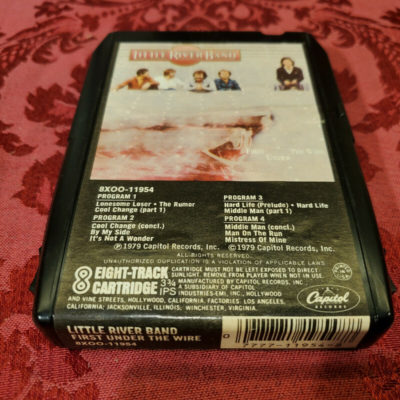 LITTLE RIVER BAND
8XOO-11954
PROGRAM 1
Lonesome Loser • The Rumor
Cool Change (part 1)
PROGRAM 2
Cool Change (concl.)
By My Side
It's Not A Wonder
℗1979 Capitol Records, Inc.
PROGRAM 3
Hard Life (Prelude) • Hard Life
Middle Man (part 1)
PROGRAM 4
Middle Man (concl.)
Man On The Run
Mistress Of Mine
©1979 Capitol Records, Inc.
ALL RIGHTS RESERVED.
UNAUTHORIZED DUPLICATION IS A VIOLATION OF APPLICABLE LAWS.
8 EIGHT-TRACK
CARTRIDGE 3¾ IPS
CARTRIDGE MUST NOT BE LEFT EXPOSED TO DIRECT
SUNLIGHT. REMOVE FROM PLAYER WHEN NOT IN USE.
MANUFACTURED BY CAPITOL RECORDS, INC.
A SUBSIDIARY OF CAPITOL
INDUSTRIES-EMI, INC., HOLLYWOOD
AND VINE STREETS, HOLLYWOOD, CALIFORNIA. FACTORIES: LOS ANGELES,
CALIFORNIA; JACKSONVILLE, ILLINOIS; WINCHESTER, VIRGINIA.
Capitol
RECORDS
LITTLE RIVER BAND
FIRST UNDER THE WIRE
8XOO-11954
0 7777-11954